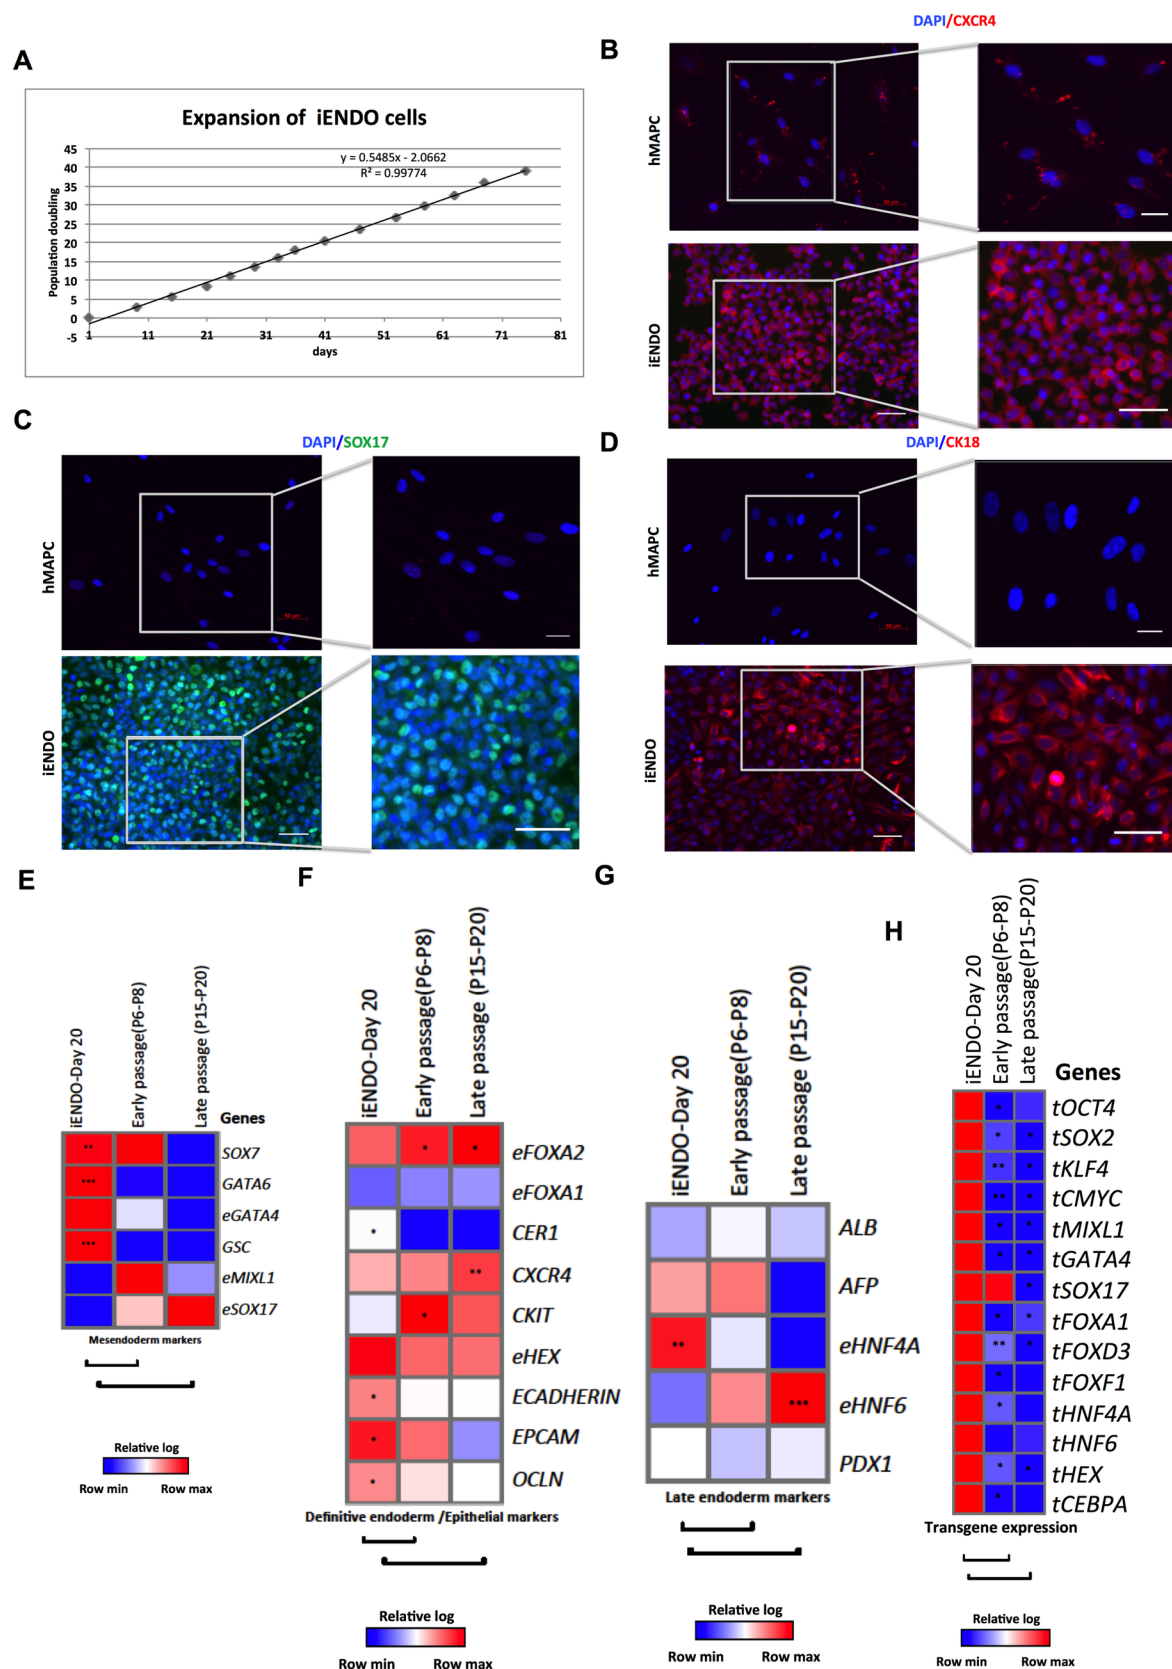 A
Expansion of iENDO cells
y = 0.5485x - 2.0662
R² = 0.99774
Population doubling
45
40
35
30
25
20
15
10
5
0
-5
1 11 21 31 41 51 61 71 81
days
B
DAPI/CXCR4
hMAPC
50 µm
iENDO
C
DAPI/SOX17
hMAPC
50 µm
iENDO
D
DAPI/CK18
hMAPC
50 µm
iENDO
E
iENDO-Day 20
Early passage(P6-P8)
Late passage (P15-P20)
Genes
** SOX7
*** GATA6
eGATA4
*** GSC
eMIXL1
eSOX17
Mesendoderm markers
Relative log
Row min Row max
F
iENDO-Day 20
Early passage(P6-P8)
Late passage (P15-P20)
* * eFOXA2
eFOXA1
* CER1
** CXCR4
* CKIT
eHEX
* ECADHERIN
* EPCAM
* OCLN
Definitive endoderm /Epithelial markers
Relative log
Row min Row max
G
iENDO-Day 20
Early passage(P6-P8)
Late passage (P15-P20)
ALB
AFP
** eHNF4A
*** eHNF6
PDX1
Late endoderm markers
Relative log
Row min Row max
H
iENDO-Day 20
Early passage(P6-P8)
Late passage(P15-P20)
Genes
* tOCT4
* * tSOX2
** * tKLF4
** * tCMYC
* * tMIXL1
* * tGATA4
* tSOX17
* * tFOXA1
** * tFOXD3
* tFOXF1
* tHNF4A
tHNF6
* * tHEX
* tCEBPA
Transgene expression
Relative log
Row min Row max